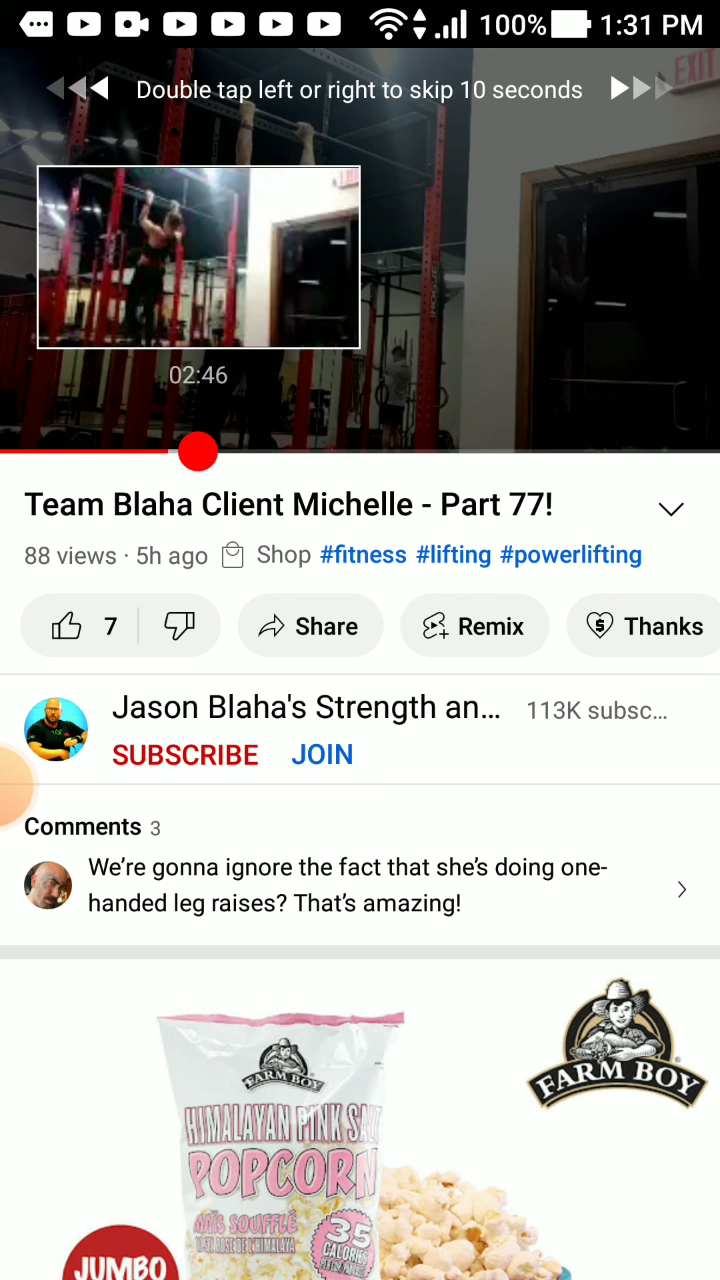 100% 1:31 PM
Double tap left or right to skip 10 seconds
EXIT
02:46
Team Blaha Client Michelle - Part 77!
88 views · 5h ago Shop #fitness #lifting #powerlifting
7 Share Remix Thanks
Jason Blaha's Strength an... 113K subsc...
SUBSCRIBE JOIN
Comments 3
We're gonna ignore the fact that she's doing one-
handed leg raises? That's amazing!
FARM BOY
FARM BOY
HIMALAYAN PINK SALT
POPCORN
MAÏS SOUFFLÉ
35
CALORIES
JUMBO